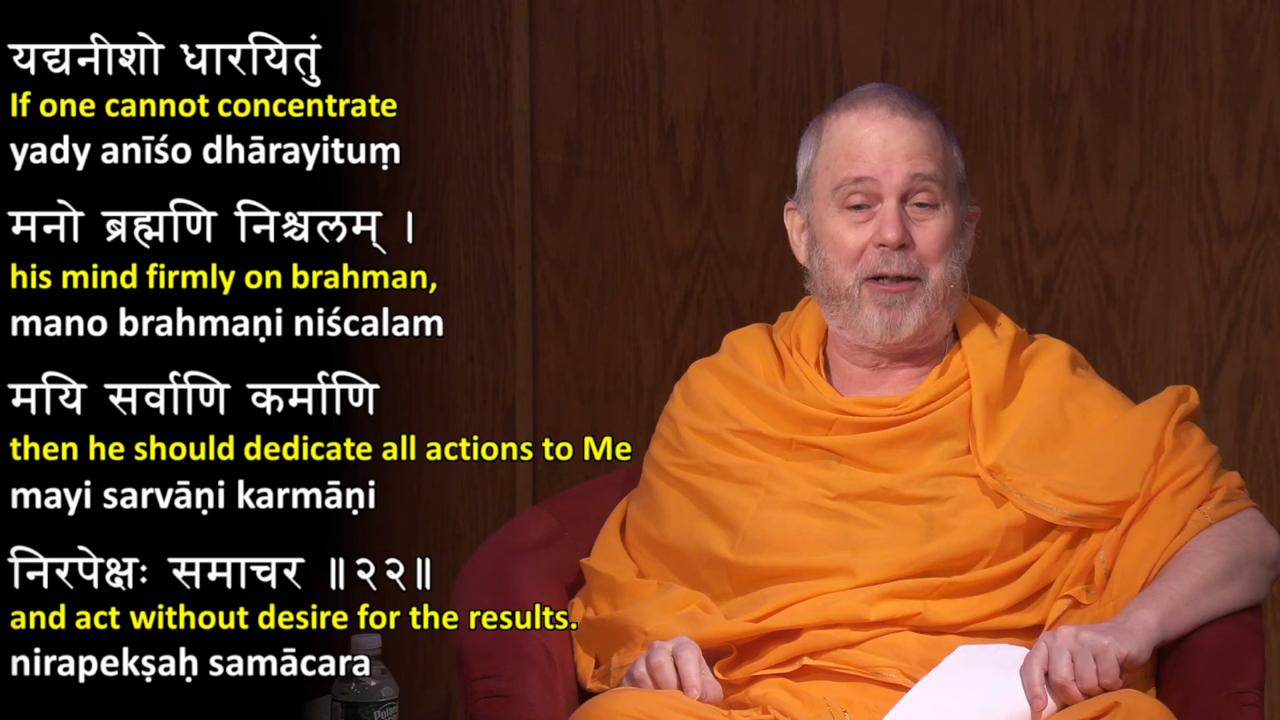 यद्यनीशो धारयितुं
If one cannot concentrate
yady anīśo dhārayituṃ
मनो ब्रह्मणि निश्चलम् ।
his mind firmly on brahman,
mano brahmaṇi niścalam
मयि सर्वाणि कर्माणि
then he should dedicate all actions to Me
mayi sarvāṇi karmāṇi
निरपेक्षः समाचर ॥२२॥
and act without desire for the results.
nirapekṣaḥ samācara